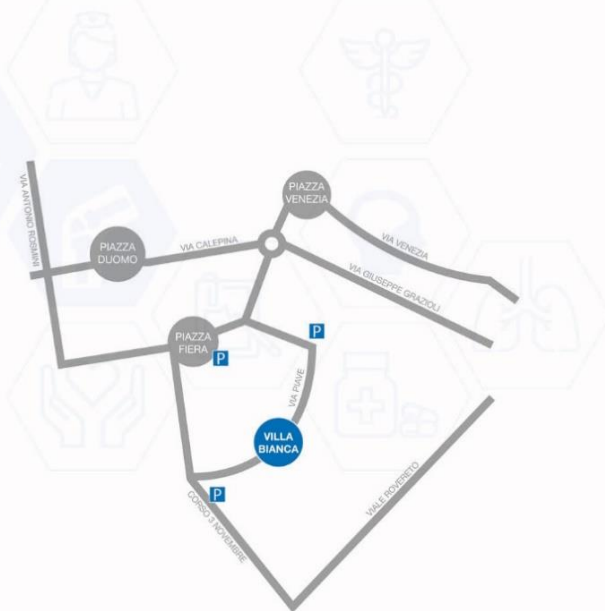 PIAZZA
VENEZIA
VIA ANTONIO ROSMINI
PIAZZA
DUOMO
VIA CALEPINA
VIA VENEZIA
VIA GIUSEPPE GRAZIOLI
PIAZZA
FIERA
P
P
VIA PIAVE
VILLA
BIANCA
P
CORSO 3 NOVEMBRE
VIALE ROVERETO